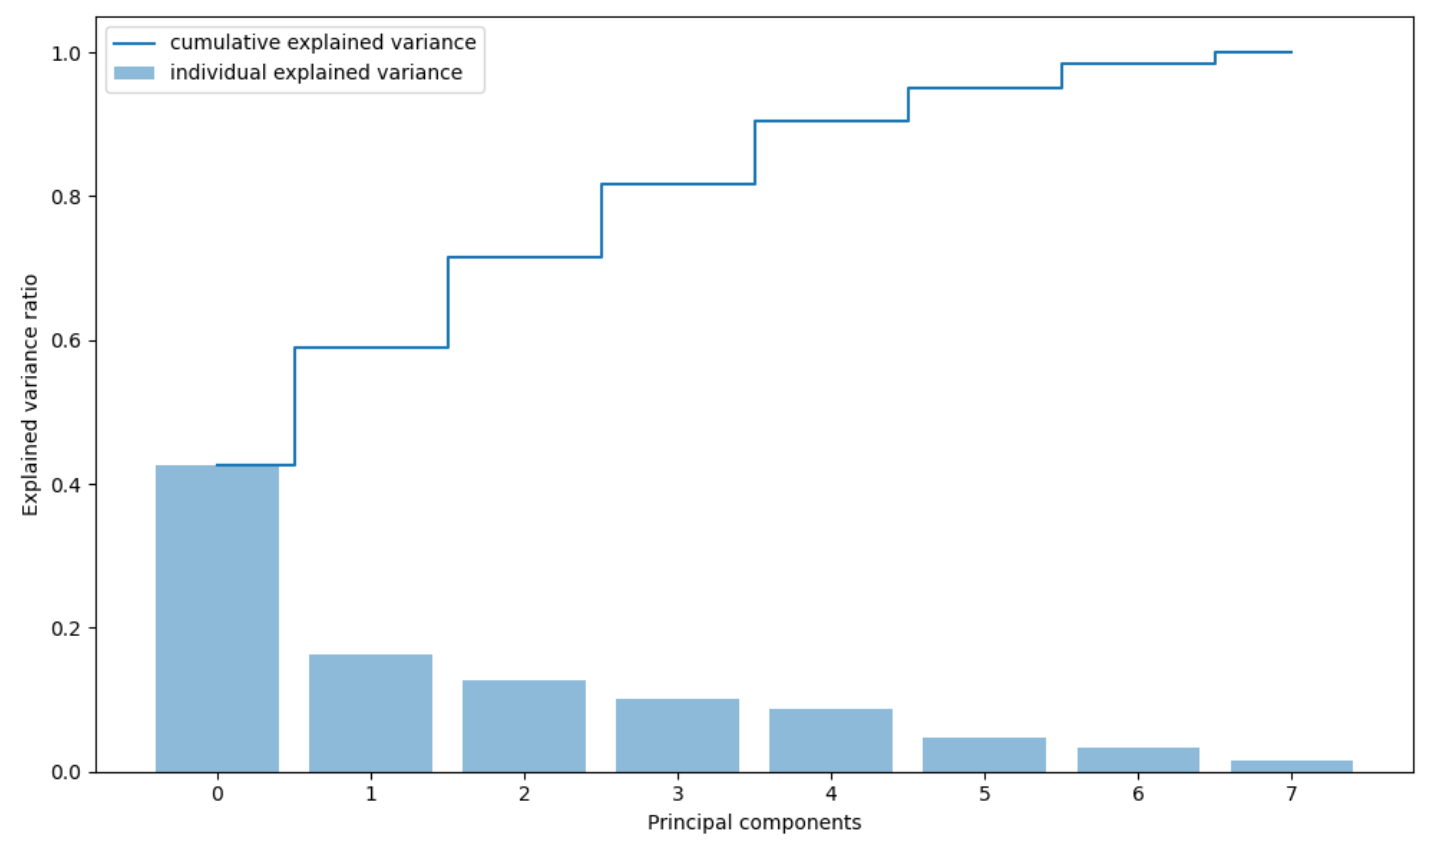 cumulative explained variance
individual explained variance
1.0
0.8
0.6
0.4
0.2
0.0
Explained variance ratio
0 1 2 3 4 5 6 7
Principal components